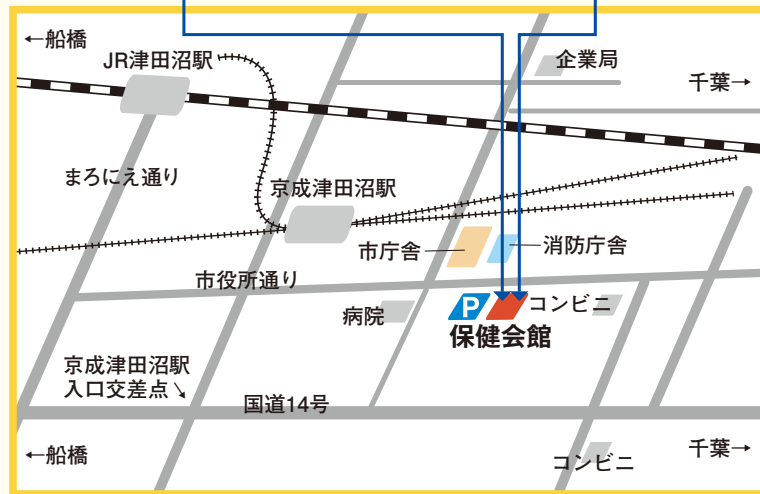 ←船橋
JR津田沼駅
企業局
千葉→
まろにえ通り
京成津田沼駅
市庁舎
消防庁舎
市役所通り
病院
P
コンビニ
保健会館
京成津田沼駅
入口交差点↘
国道14号
←船橋
コンビニ
千葉→